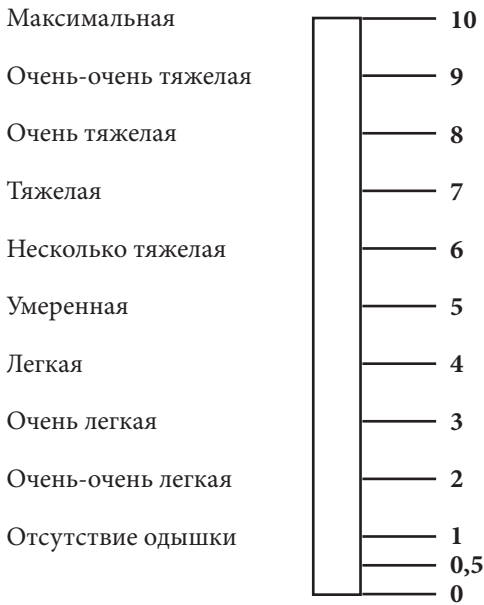 Максимальная 10
Очень-очень тяжелая 9
Очень тяжелая 8
Тяжелая 7
Несколько тяжелая 6
Умеренная 5
Легкая 4
Очень легкая 3
Очень-очень легкая 2
Отсутствие одышки 1
0,5
0